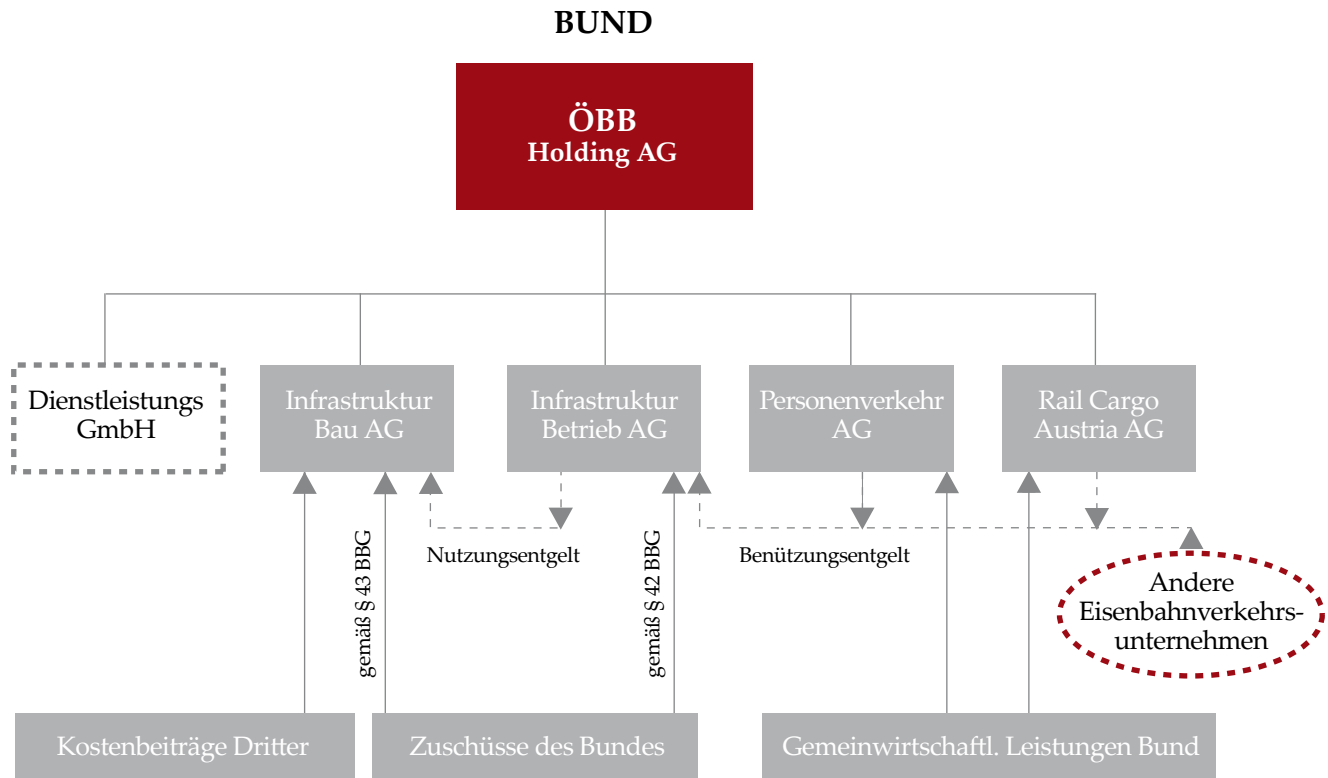 BUND
ÖBB
Holding AG
Dienstleistungs
GmbH
Infrastruktur
Bau AG
Infrastruktur
Betrieb AG
Personenverkehr
AG
Rail Cargo
Austria AG
gemäß § 43 BBG
Nutzungsentgelt
gemäß § 42 BBG
Benützungsentgelt
Andere
Eisenbahnverkehrs-
unternehmen
Kostenbeiträge Dritter
Zuschüsse des Bundes
Gemeinwirtschaftl. Leistungen Bund